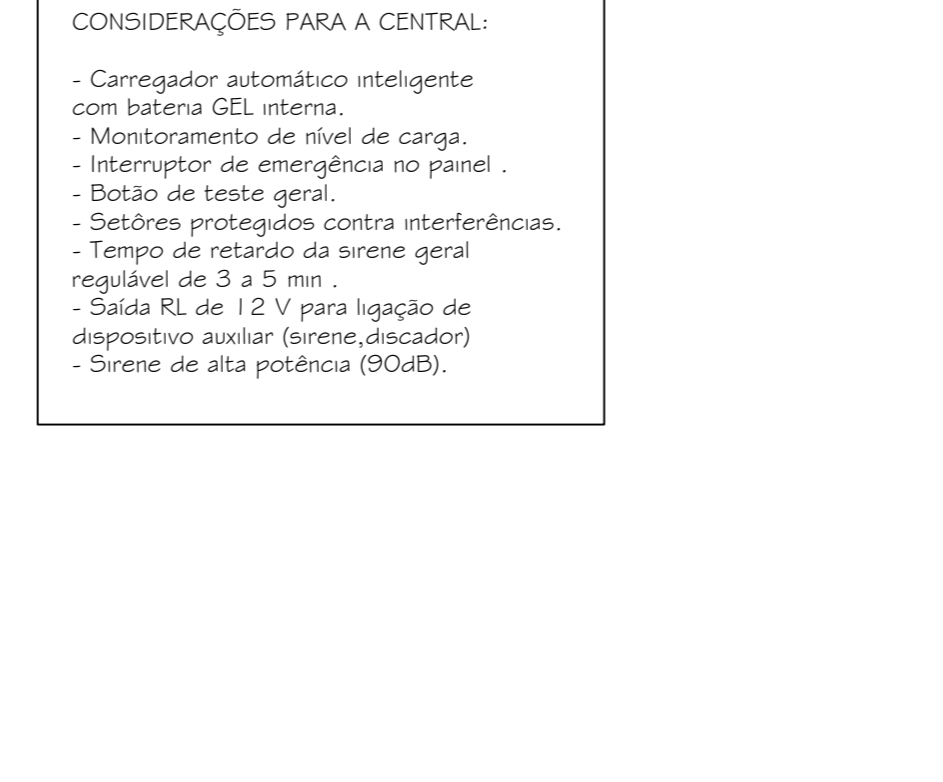 CONSIDERAÇÕES PARA A CENTRAL:
- Carregador automático inteligente
com bateria GEL interna.
- Monitoramento de nível de carga.
- Interruptor de emergência no painel .
- Botão de teste geral.
- Setôres protegidos contra interferências.
- Tempo de retardo da sirene geral
regulável de 3 a 5 min .
- Saída RL de 12 V para ligação de
dispositivo auxiliar (sirene,discador)
- Sirene de alta potência (90dB).